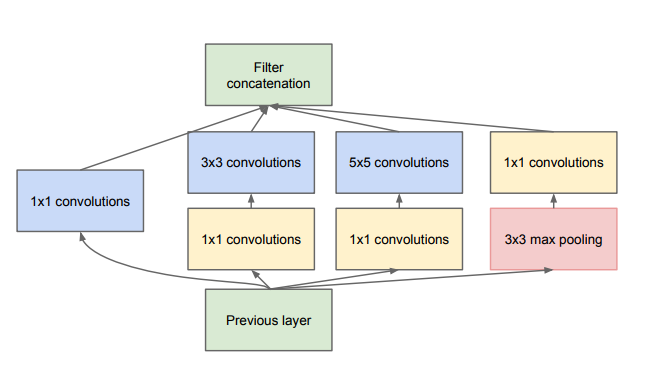 Filter
concatenation
3x3 convolutions
5x5 convolutions
1x1 convolutions
1x1 convolutions
1x1 convolutions
1x1 convolutions
3x3 max pooling
Previous layer